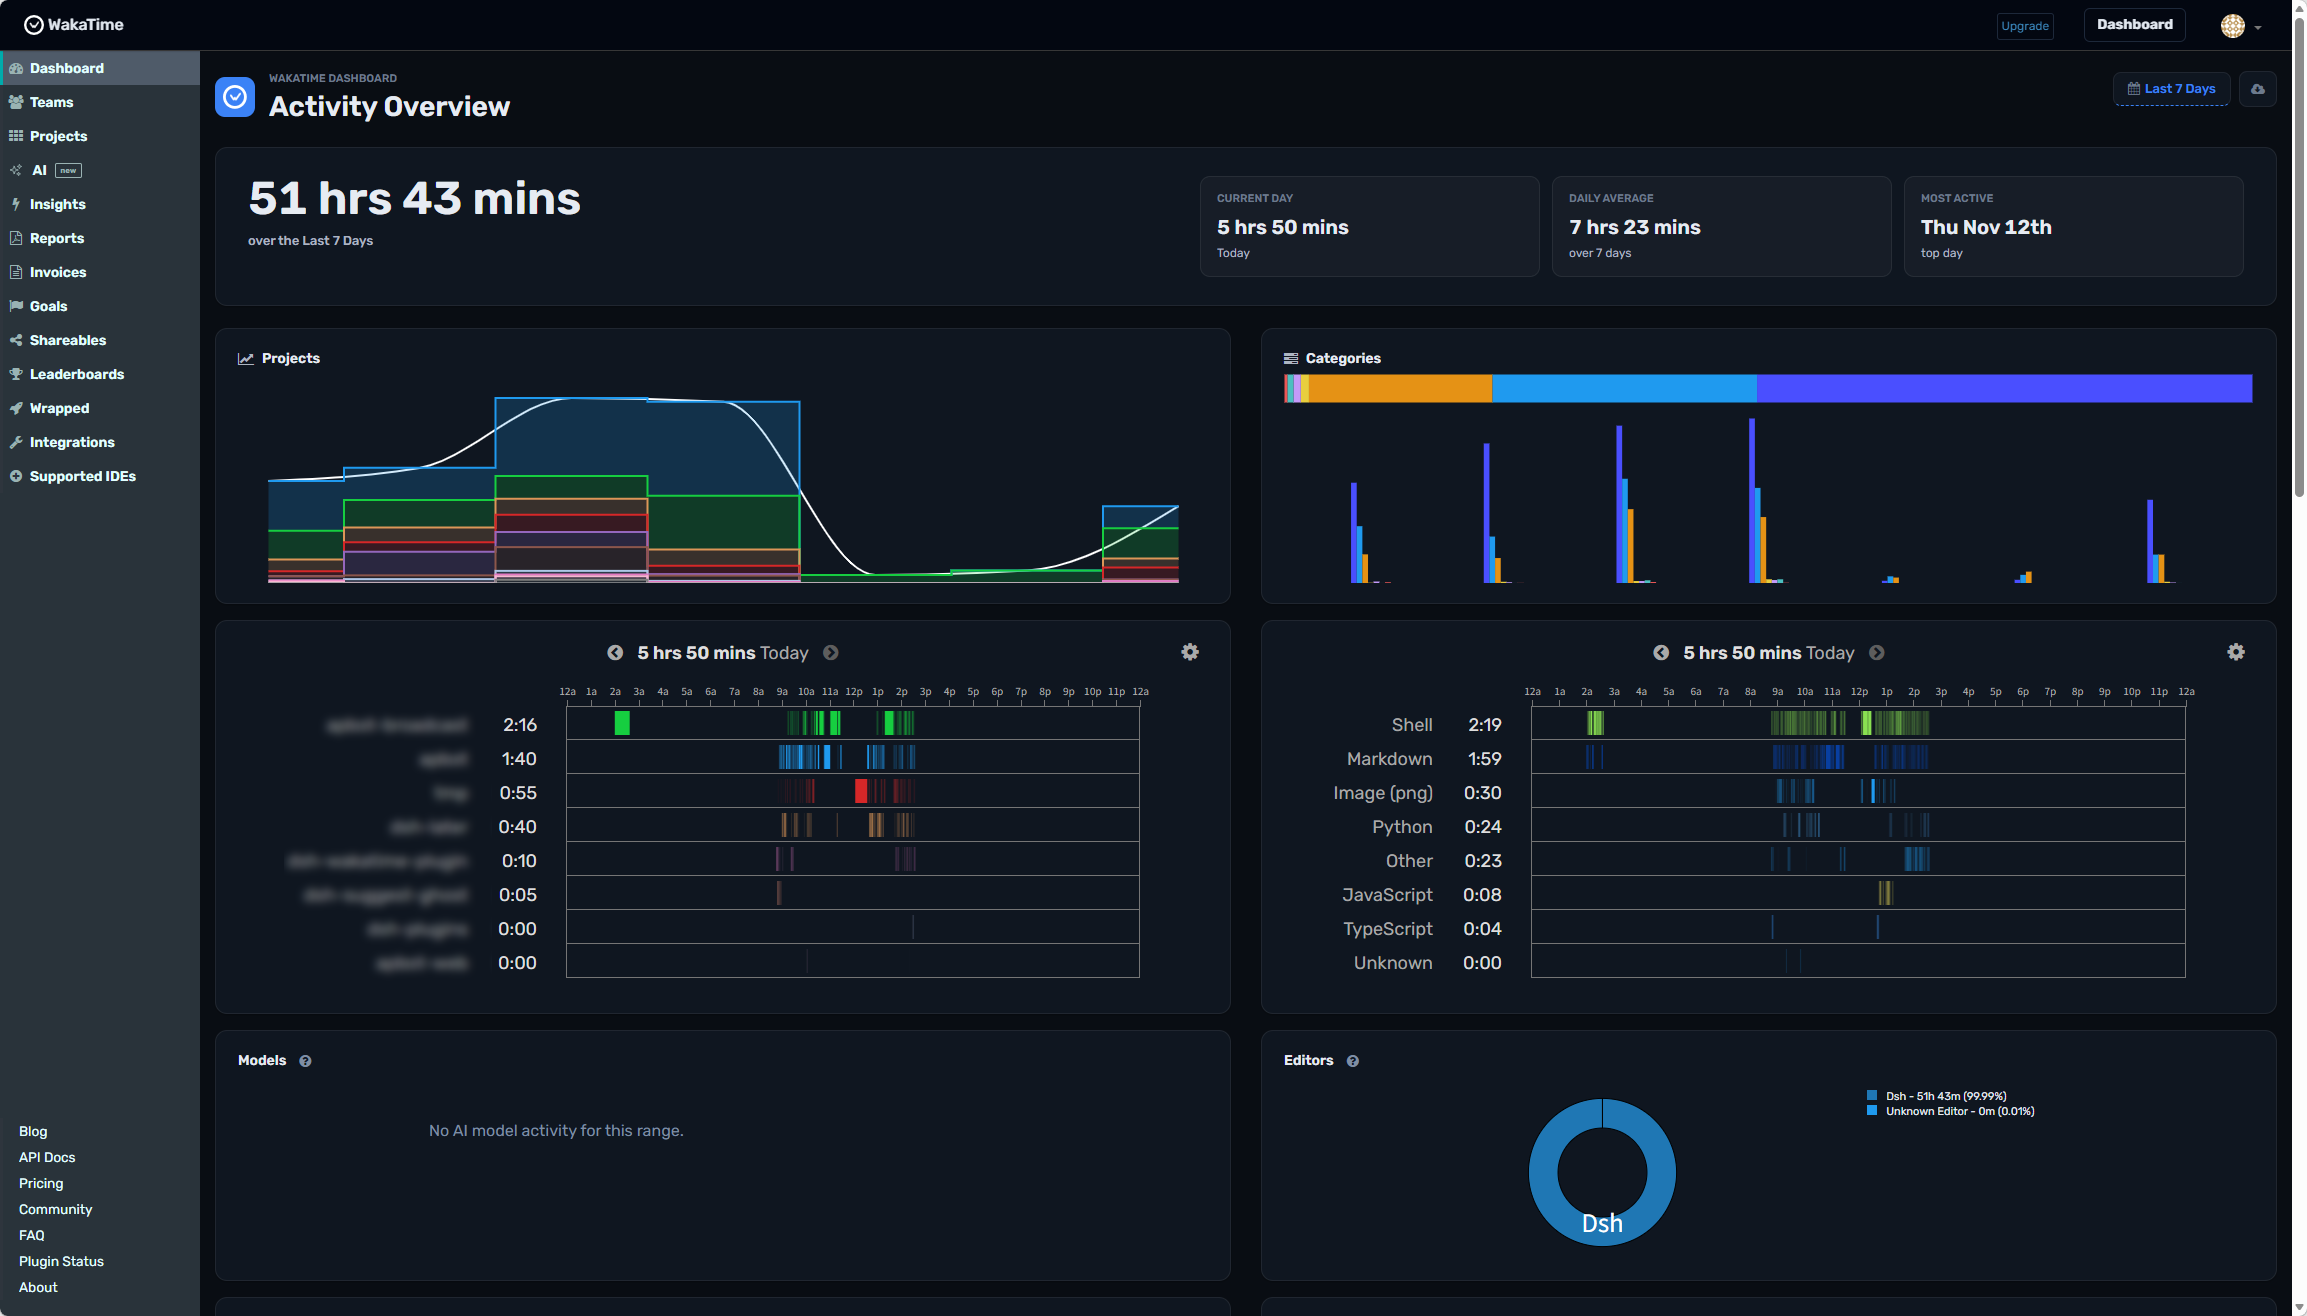 WakaTime
Upgrade
Dashboard
Dashboard
Teams
Projects
AI new
Insights
Reports
Invoices
Goals
Shareables
Leaderboards
Wrapped
Integrations
Supported IDEs
Blog
API Docs
Pricing
Community
FAQ
Plugin Status
About
WAKATIME DASHBOARD
Activity Overview
Last 7 Days
51 hrs 43 mins
over the Last 7 Days
CURRENT DAY
5 hrs 50 mins
Today
DAILY AVERAGE
7 hrs 23 mins
over 7 days
MOST ACTIVE
Thu Nov 12th
top day
Projects
Categories
5 hrs 50 mins Today
12a 1a 2a 3a 4a 5a 6a 7a 8a 9a 10a 11a 12p 1p 2p 3p 4p 5p 6p 7p 8p 9p 10p 11p 12a
2:16
1:40
0:55
0:40
0:10
0:05
0:00
0:00
5 hrs 50 mins Today
12a 1a 2a 3a 4a 5a 6a 7a 8a 9a 10a 11a 12p 1p 2p 3p 4p 5p 6p 7p 8p 9p 10p 11p 12a
Shell 2:19
Markdown 1:59
Image (png) 0:30
Python 0:24
Other 0:23
JavaScript 0:08
TypeScript 0:04
Unknown 0:00
Models ?
No AI model activity for this range.
Editors ?
Dsh - 51h 43m (99.99%)
Unknown Editor - 0m (0.01%)
Dsh